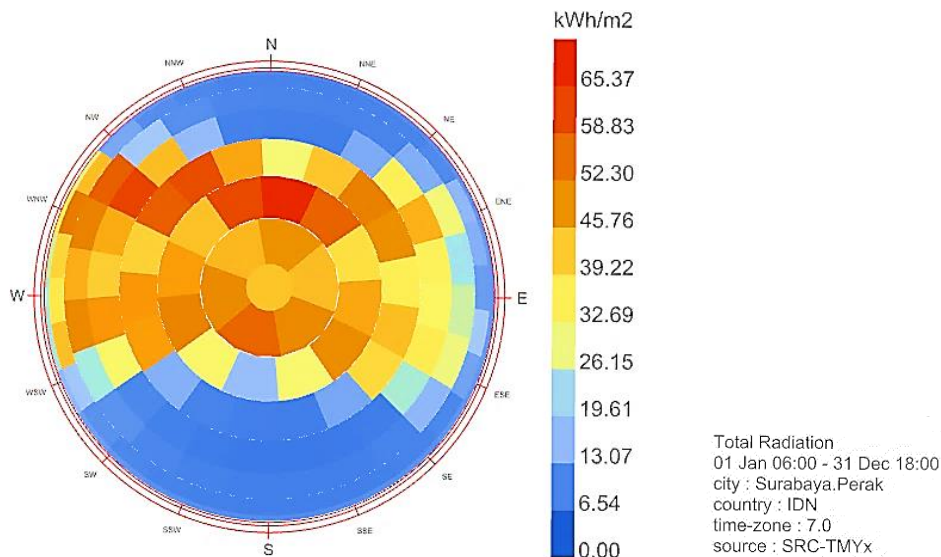 kWh/m2
N
NNW
NNE
NW
NE
WNW
ENE
W
E
WSW
ESE
SW
SE
SSW
SSE
S
65.37
58.83
52.30
45.76
39.22
32.69
26.15
19.61
13.07
6.54
0.00
Total Radiation
01 Jan 06:00 - 31 Dec 18:00
city : Surabaya.Perak
country : IDN
time-zone : 7.0
source : SRC-TMYx